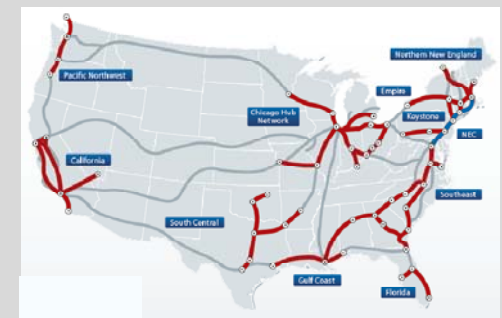 Northern New England
Pacific Northwest
Empire
Chicago Hub
Network
Keystone
NEC
California
Southeast
South Central
Gulf Coast
Florida